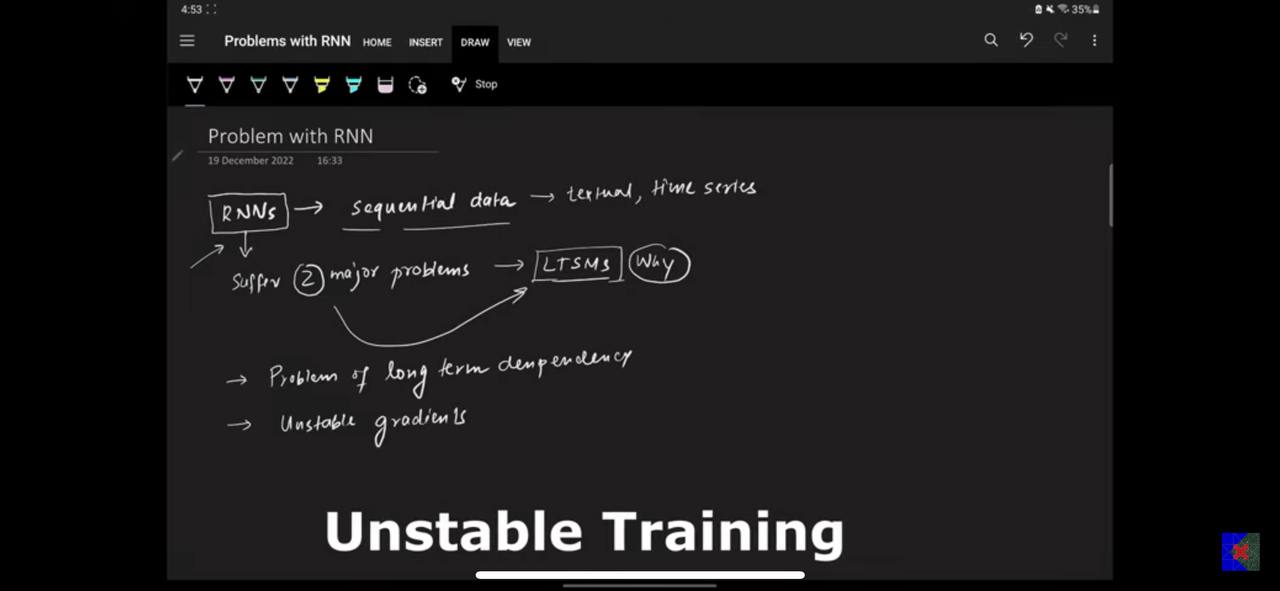 4:53
35%
Problems with RNN HOME INSERT DRAW VIEW
Stop
Problem with RNN
19 December 2022 16:33
RNNs → sequential data → textual, time series
Suffer 2 major problems → LTSMs Why
→ Problem of long term denpendency
→ Unstable gradients
Unstable Training